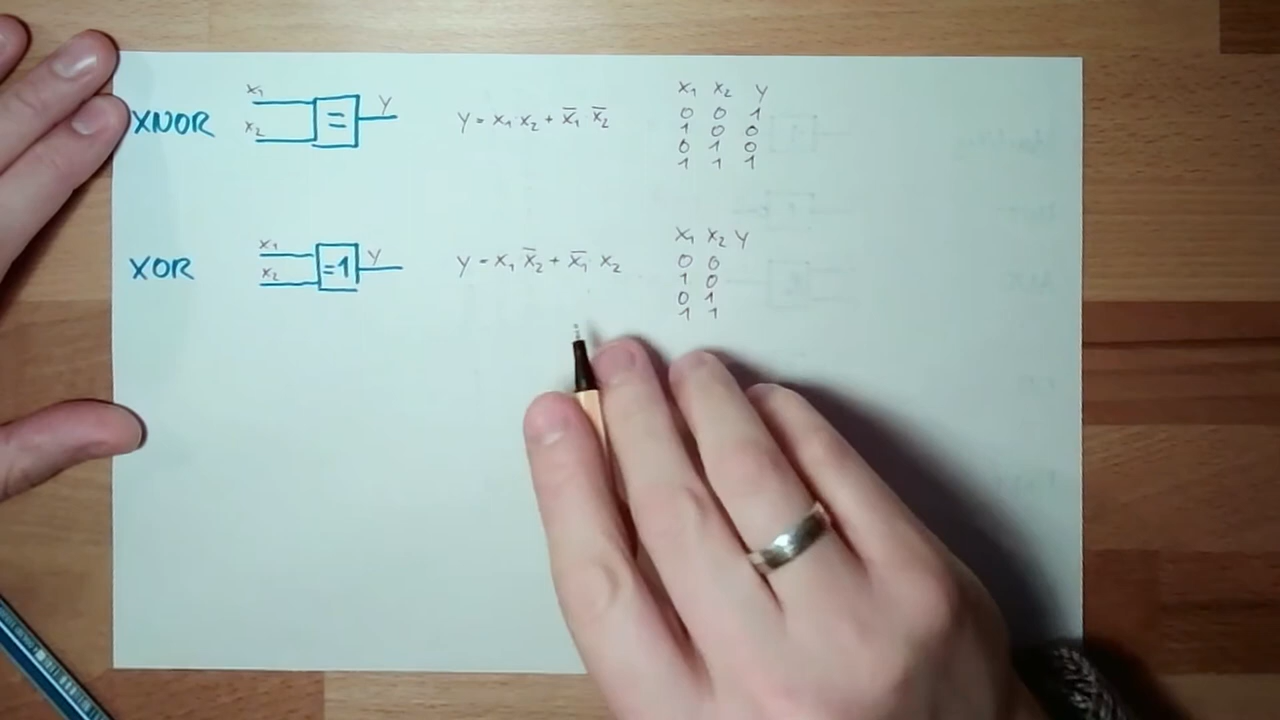 XNOR x₁ x₂ = y y = x₁·x₂ + x̅₁ x̅₂
x₁ x₂ y
0 0 1
1 0 0
0 1 0
1 1 1
XOR x₁ x₂ =1 y y = x₁ x̅₂ + x̅₁· x₂
x₁ x₂ y
0 0
1 0
0 1
1 1